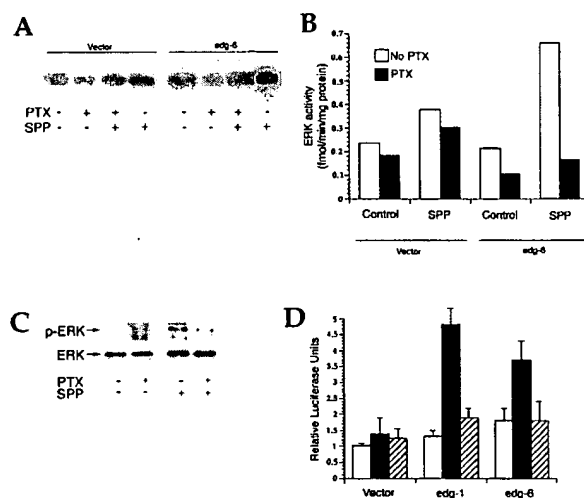 A
Vector edg-6
PTX - + + - - + + -
SPP - - + + - - + +
B
ERK activity
(fmol/min/mg protein)
0.7
0.6
0.5
0.4
0.3
0.2
0.1
0
No PTX
PTX
Control SPP Control SPP
Vector edg-6
C
p-ERK
ERK
PTX - + - +
SPP - - + +
D
Relative Luciferase Units
5
4.5
4
3.5
3
2.5
2
1.5
1
0.5
0
Vector edg-1 edg-6